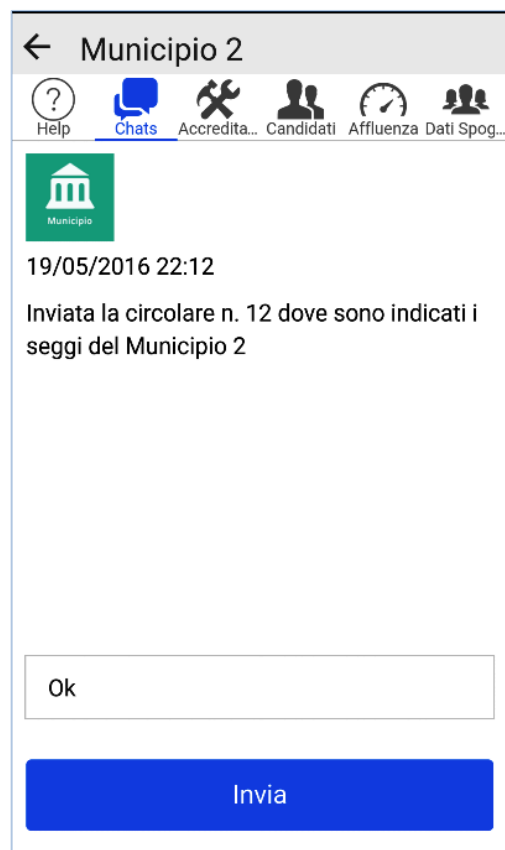 Municipio 2
?
Help Chats Accredita... Candidati Affluenza Dati Spog...
Municipio
19/05/2016 22:12
Inviata la circolare n. 12 dove sono indicati i
seggi del Municipio 2
Ok
Invia